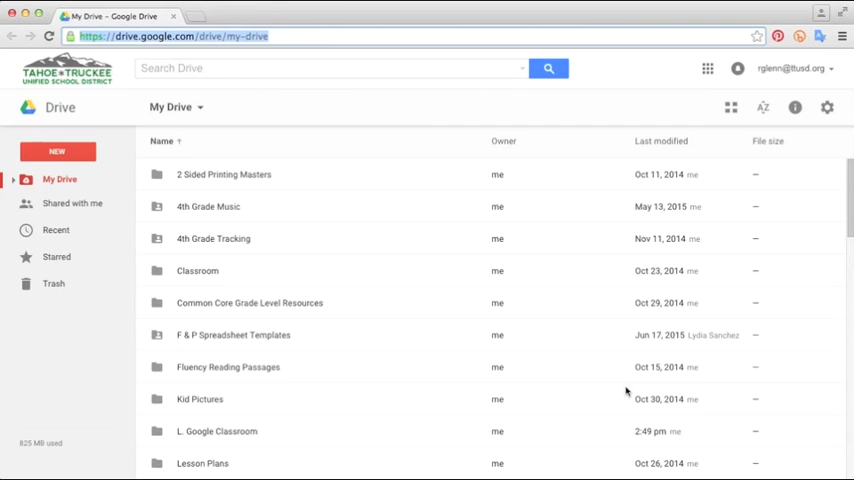 My Drive – Google Drive
https://drive.google.com/drive/my-drive
TAHOE TRUCKEE
UNIFIED SCHOOL DISTRICT
Search Drive
rglenn@ttusd.org
Drive
My Drive
NEW
My Drive
Shared with me
Recent
Starred
Trash
825 MB used
Name Owner Last modified File size
2 Sided Printing Masters me Oct 11, 2014 me –
4th Grade Music me May 13, 2015 me –
4th Grade Tracking me Nov 11, 2014 me –
Classroom me Oct 23, 2014 me –
Common Core Grade Level Resources me Oct 29, 2014 me –
F & P Spreadsheet Templates me Jun 17, 2015 Lydia Sanchez –
Fluency Reading Passages me Oct 15, 2014 me –
Kid Pictures me Oct 30, 2014 me –
L. Google Classroom me 2:49 pm me –
Lesson Plans me Oct 26, 2014 me –